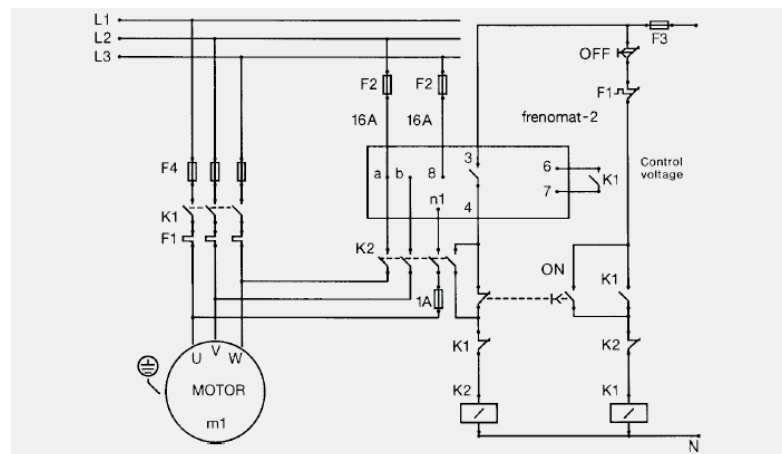 L1
L2
L3
F3
OFF
F2
F2
F1
16A
16A
frenomat-2
F4
a
b
8
3
6
7
K1
Control
voltage
n1
4
K1
F1
K2
ON
K1
1A
U
V
W
K1
K2
MOTOR
m1
K2
K1
N